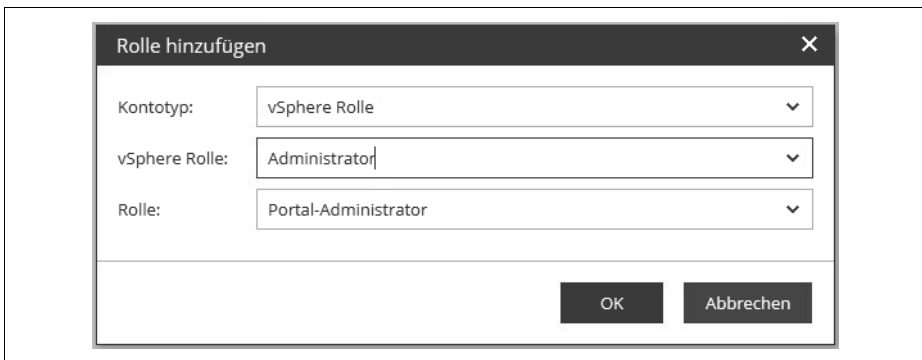 Rolle hinzufügen
Kontotyp: vSphere Rolle
vSphere Rolle: Administrator
Rolle: Portal-Administrator
OK Abbrechen